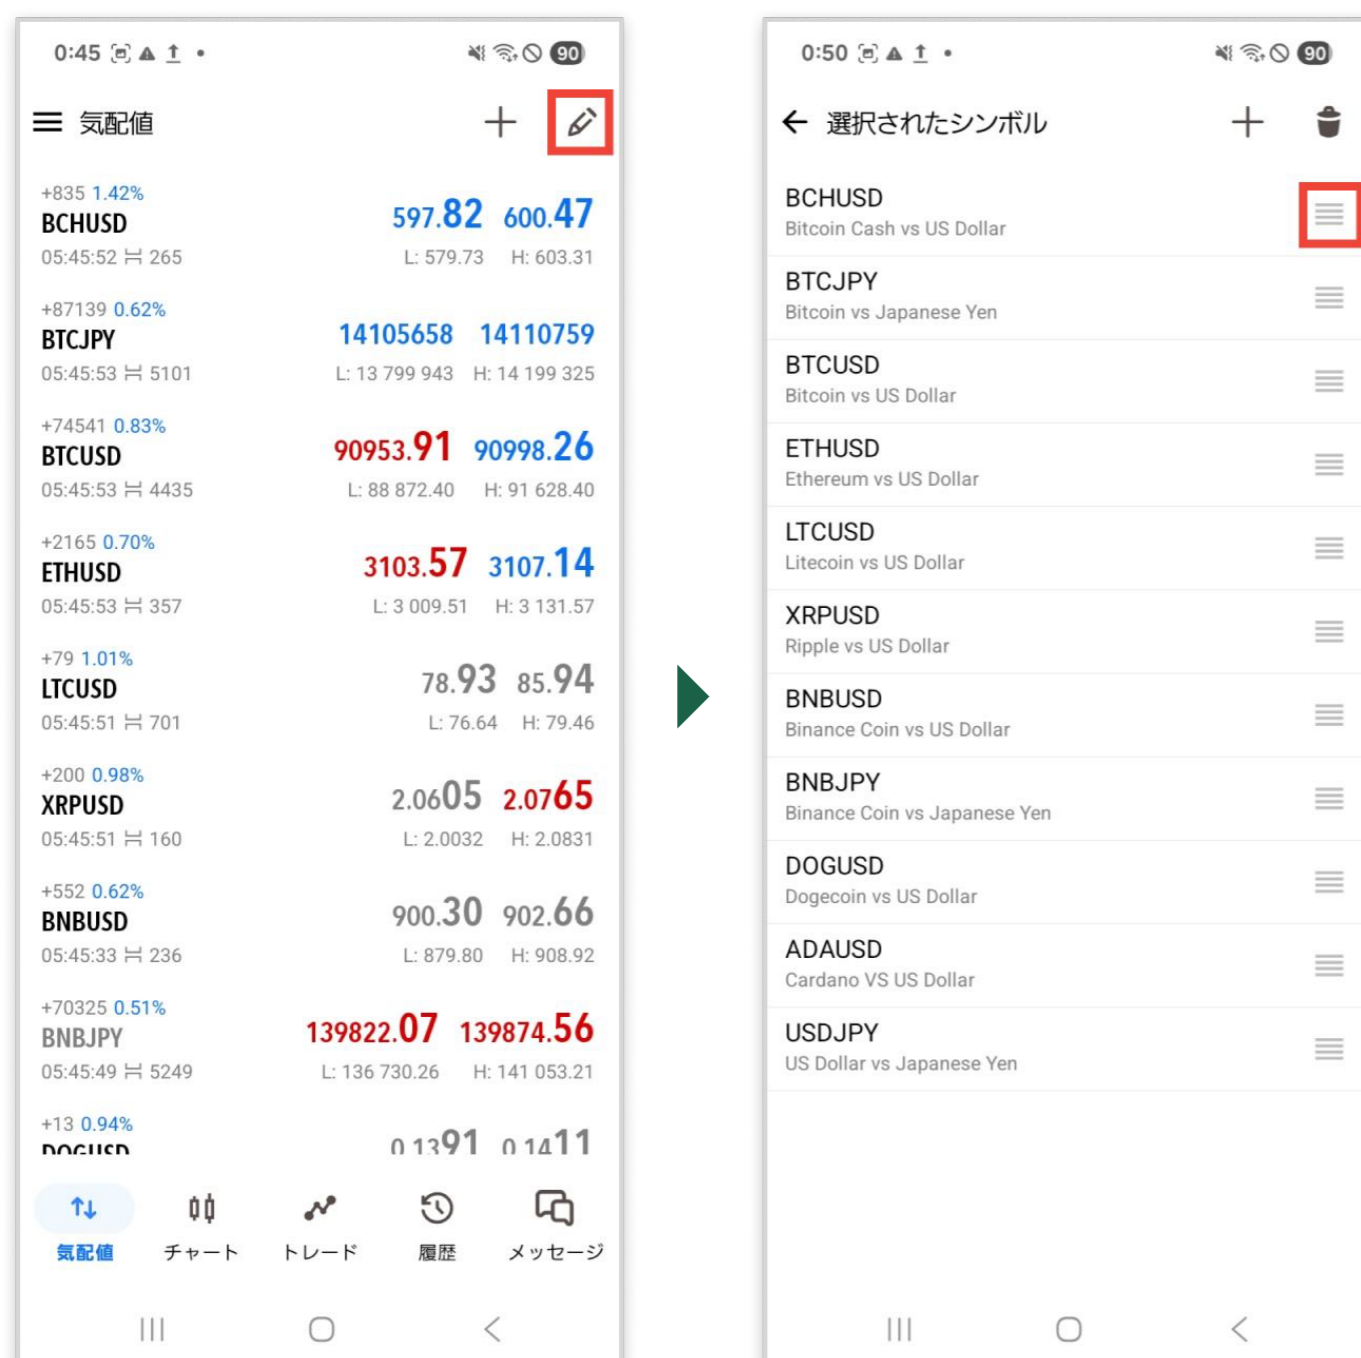 0:45
90
気配値
+835 1.42%
BCHUSD
597.82 600.47
05:45:52 265
L: 579.73 H: 603.31
+87139 0.62%
BTCJPY
14105658 14110759
05:45:53 5101
L: 13 799 943 H: 14 199 325
+74541 0.83%
BTCUSD
90953.91 90998.26
05:45:53 4435
L: 88 872.40 H: 91 628.40
+2165 0.70%
ETHUSD
3103.57 3107.14
05:45:53 357
L: 3 009.51 H: 3 131.57
+79 1.01%
LTCUSD
78.93 85.94
05:45:51 701
L: 76.64 H: 79.46
+200 0.98%
XRPUSD
2.0605 2.0765
05:45:51 160
L: 2.0032 H: 2.0831
+552 0.62%
BNBUSD
900.30 902.66
05:45:33 236
L: 879.80 H: 908.92
+70325 0.51%
BNBJPY
139822.07 139874.56
05:45:49 5249
L: 136 730.26 H: 141 053.21
+13 0.94%
DOGUSD
0.1391 0.1411
気配値 チャート トレード 履歴 メッセージ
0:50
90
選択されたシンボル
BCHUSD
Bitcoin Cash vs US Dollar
BTCJPY
Bitcoin vs Japanese Yen
BTCUSD
Bitcoin vs US Dollar
ETHUSD
Ethereum vs US Dollar
LTCUSD
Litecoin vs US Dollar
XRPUSD
Ripple vs US Dollar
BNBUSD
Binance Coin vs US Dollar
BNBJPY
Binance Coin vs Japanese Yen
DOGUSD
Dogecoin vs US Dollar
ADAUSD
Cardano VS US Dollar
USDJPY
US Dollar vs Japanese Yen